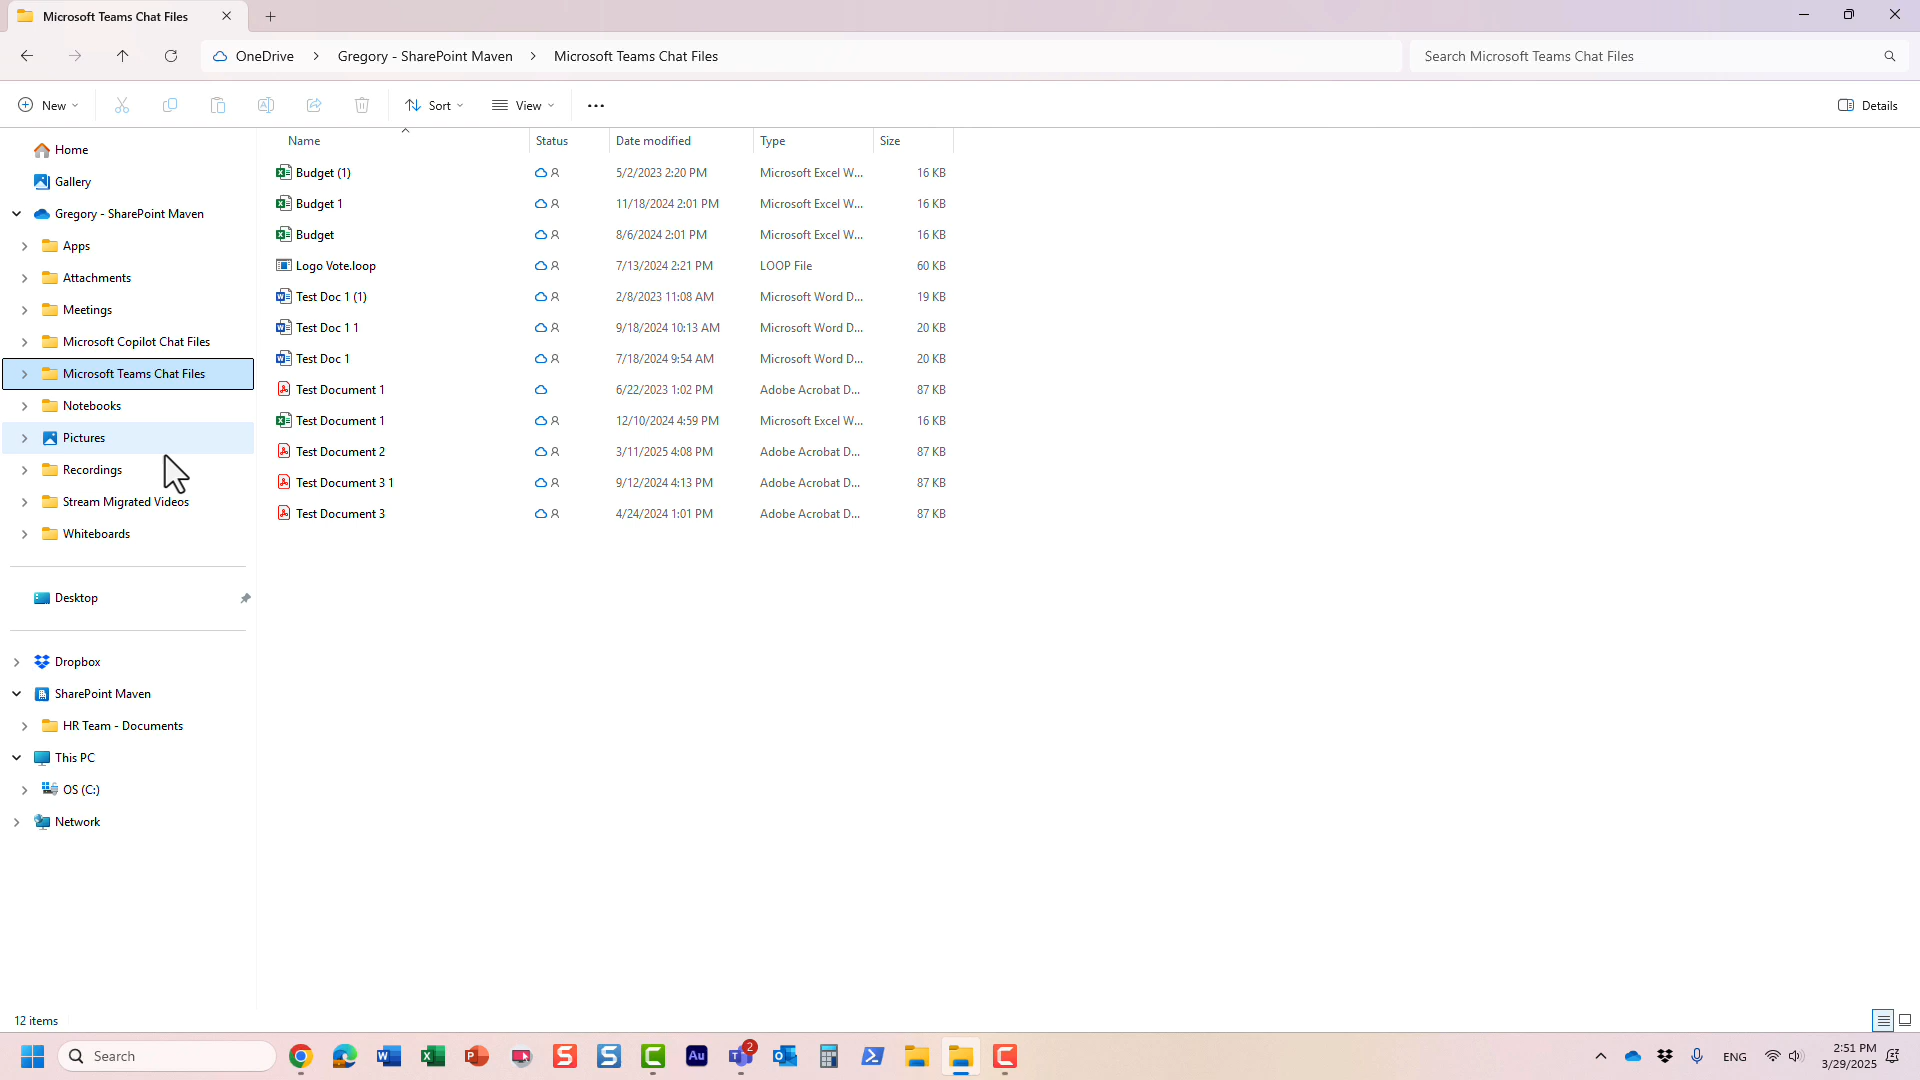 Microsoft Teams Chat Files
OneDrive > Gregory - SharePoint Maven > Microsoft Teams Chat Files
Search Microsoft Teams Chat Files
New
Sort
View
Details
Name Status Date modified Type Size
Home
Gallery
Gregory - SharePoint Maven
Apps
Attachments
Meetings
Microsoft Copilot Chat Files
Microsoft Teams Chat Files
Notebooks
Pictures
Recordings
Stream Migrated Videos
Whiteboards
Desktop
Dropbox
SharePoint Maven
HR Team - Documents
This PC
OS (C:)
Network
Budget (1) 5/2/2023 2:20 PM Microsoft Excel W... 16 KB
Budget 1 11/18/2024 2:01 PM Microsoft Excel W... 16 KB
Budget 8/6/2024 2:01 PM Microsoft Excel W... 16 KB
Logo Vote.loop 7/13/2024 2:21 PM LOOP File 60 KB
Test Doc 1 (1) 2/8/2023 11:08 AM Microsoft Word D... 19 KB
Test Doc 1 1 9/18/2024 10:13 AM Microsoft Word D... 20 KB
Test Doc 1 7/18/2024 9:54 AM Microsoft Word D... 20 KB
Test Document 1 6/22/2023 1:02 PM Adobe Acrobat D... 87 KB
Test Document 1 12/10/2024 4:59 PM Microsoft Excel W... 16 KB
Test Document 2 3/11/2025 4:08 PM Adobe Acrobat D... 87 KB
Test Document 3 1 9/12/2024 4:13 PM Adobe Acrobat D... 87 KB
Test Document 3 4/24/2024 1:01 PM Adobe Acrobat D... 87 KB
12 items
Search
Au
2
ENG
2:51 PM
3/29/2025